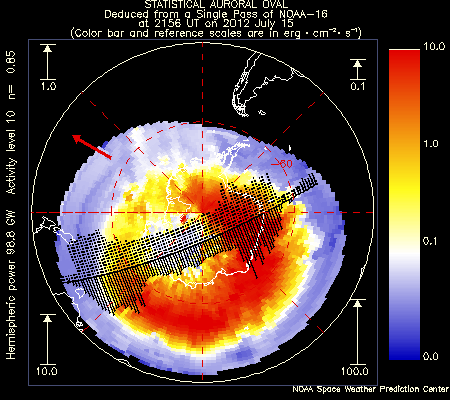 STATISTICAL AURORAL OVAL
Deduced from a Single Pass of NOAA-16
at 2156 UT on 2012 July 15
(Color bar and reference scales are in erg·cm⁻²·s⁻¹)
1.0
0.1
10.0
1.0
0.1
0.0
-60
Hemispheric power 98.8 GW Activity level 10 n= 0.85
10.0
100.0
NOAA Space Weather Prediction Center